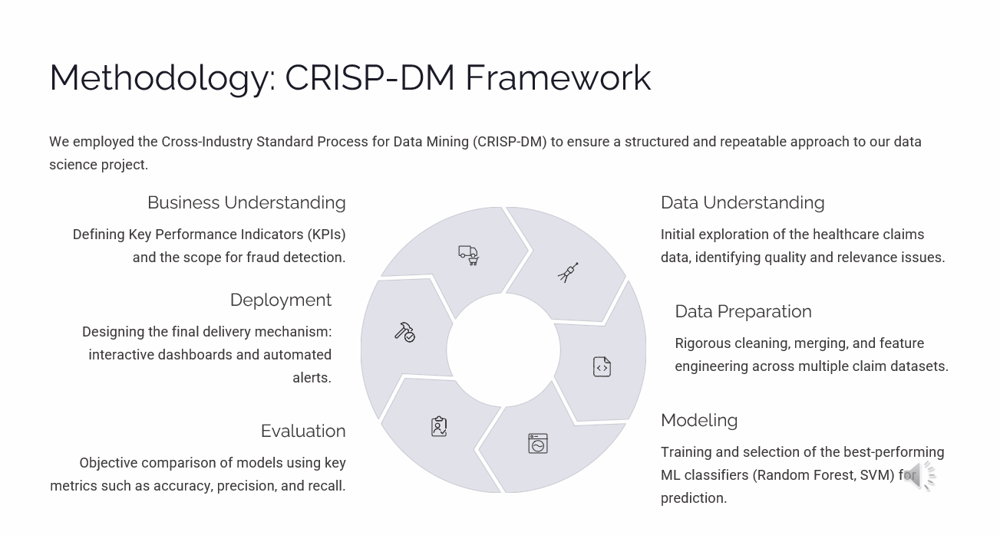 Methodology: CRISP-DM Framework
We employed the Cross-Industry Standard Process for Data Mining (CRISP-DM) to ensure a structured and repeatable approach to our data
science project.
Business Understanding
Defining Key Performance Indicators (KPIs)
and the scope for fraud detection.
Data Understanding
Initial exploration of the healthcare claims
data, identifying quality and relevance issues.
Data Preparation
Rigorous cleaning, merging, and feature
engineering across multiple claim datasets.
Modeling
Training and selection of the best-performing
ML classifiers (Random Forest, SVM) for
prediction.
Evaluation
Objective comparison of models using key
metrics such as accuracy, precision, and recall.
Deployment
Designing the final delivery mechanism:
interactive dashboards and automated
alerts.